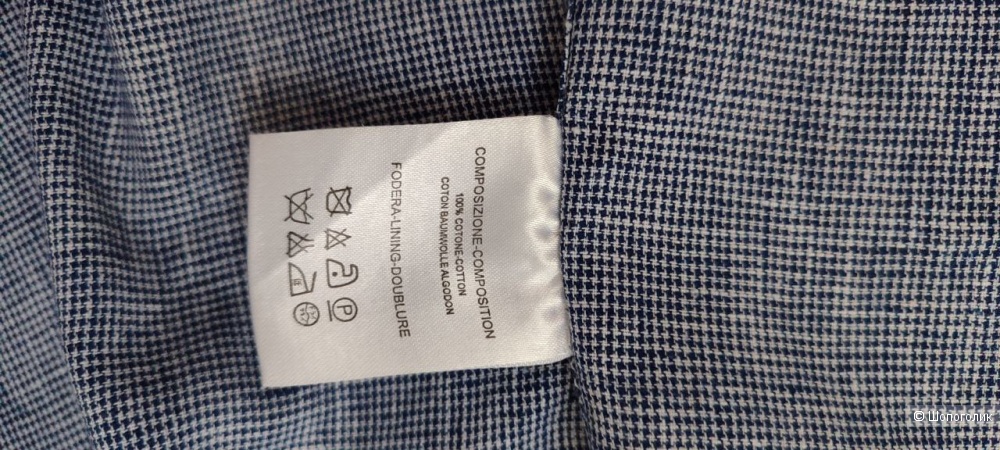 COMPOSIZIONE-COMPOSITION
100% COTONE-COTTON
COTON BAUMWOLLE ALGODON
FODERA-LINING-DOUBLURE
P
© Шопоголик